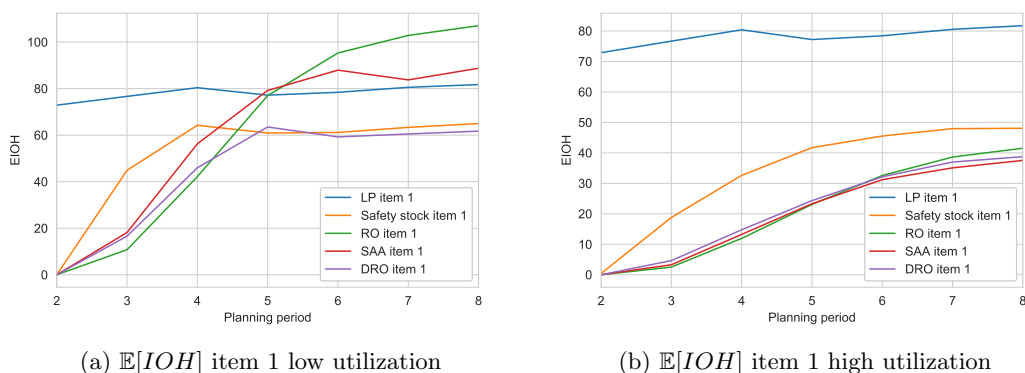 EIOH
100
80
60
40
20
0
LP item 1
Safety stock item 1
RO item 1
SAA item 1
DRO item 1
2 3 4 5 6 7 8
Planning period
(a) 𝔼[IOH] item 1 low utilization
EIOH
80
70
60
50
40
30
20
10
0
LP item 1
Safety stock item 1
RO item 1
SAA item 1
DRO item 1
2 3 4 5 6 7 8
Planning period
(b) 𝔼[IOH] item 1 high utilization